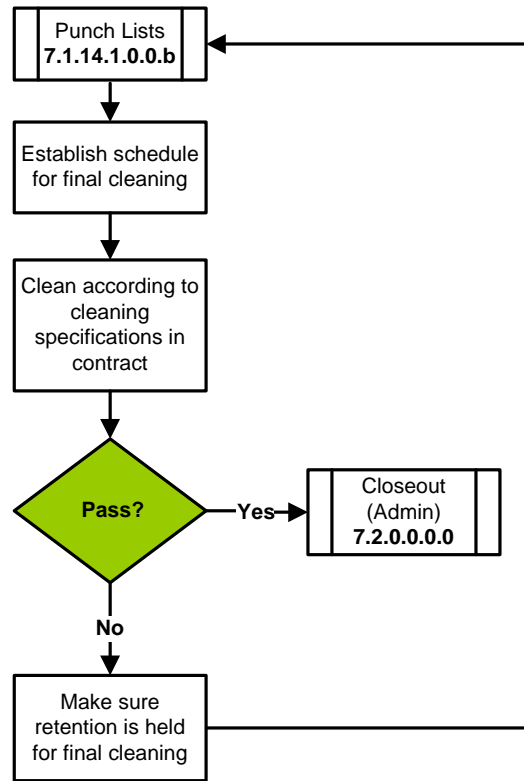 Punch Lists
7.1.14.1.0.0.b
Establish schedule
for final cleaning
Clean according to
cleaning
specifications in
contract
Pass?
Yes
Closeout
(Admin)
7.2.0.0.0.0
No
Make sure
retention is held
for final cleaning